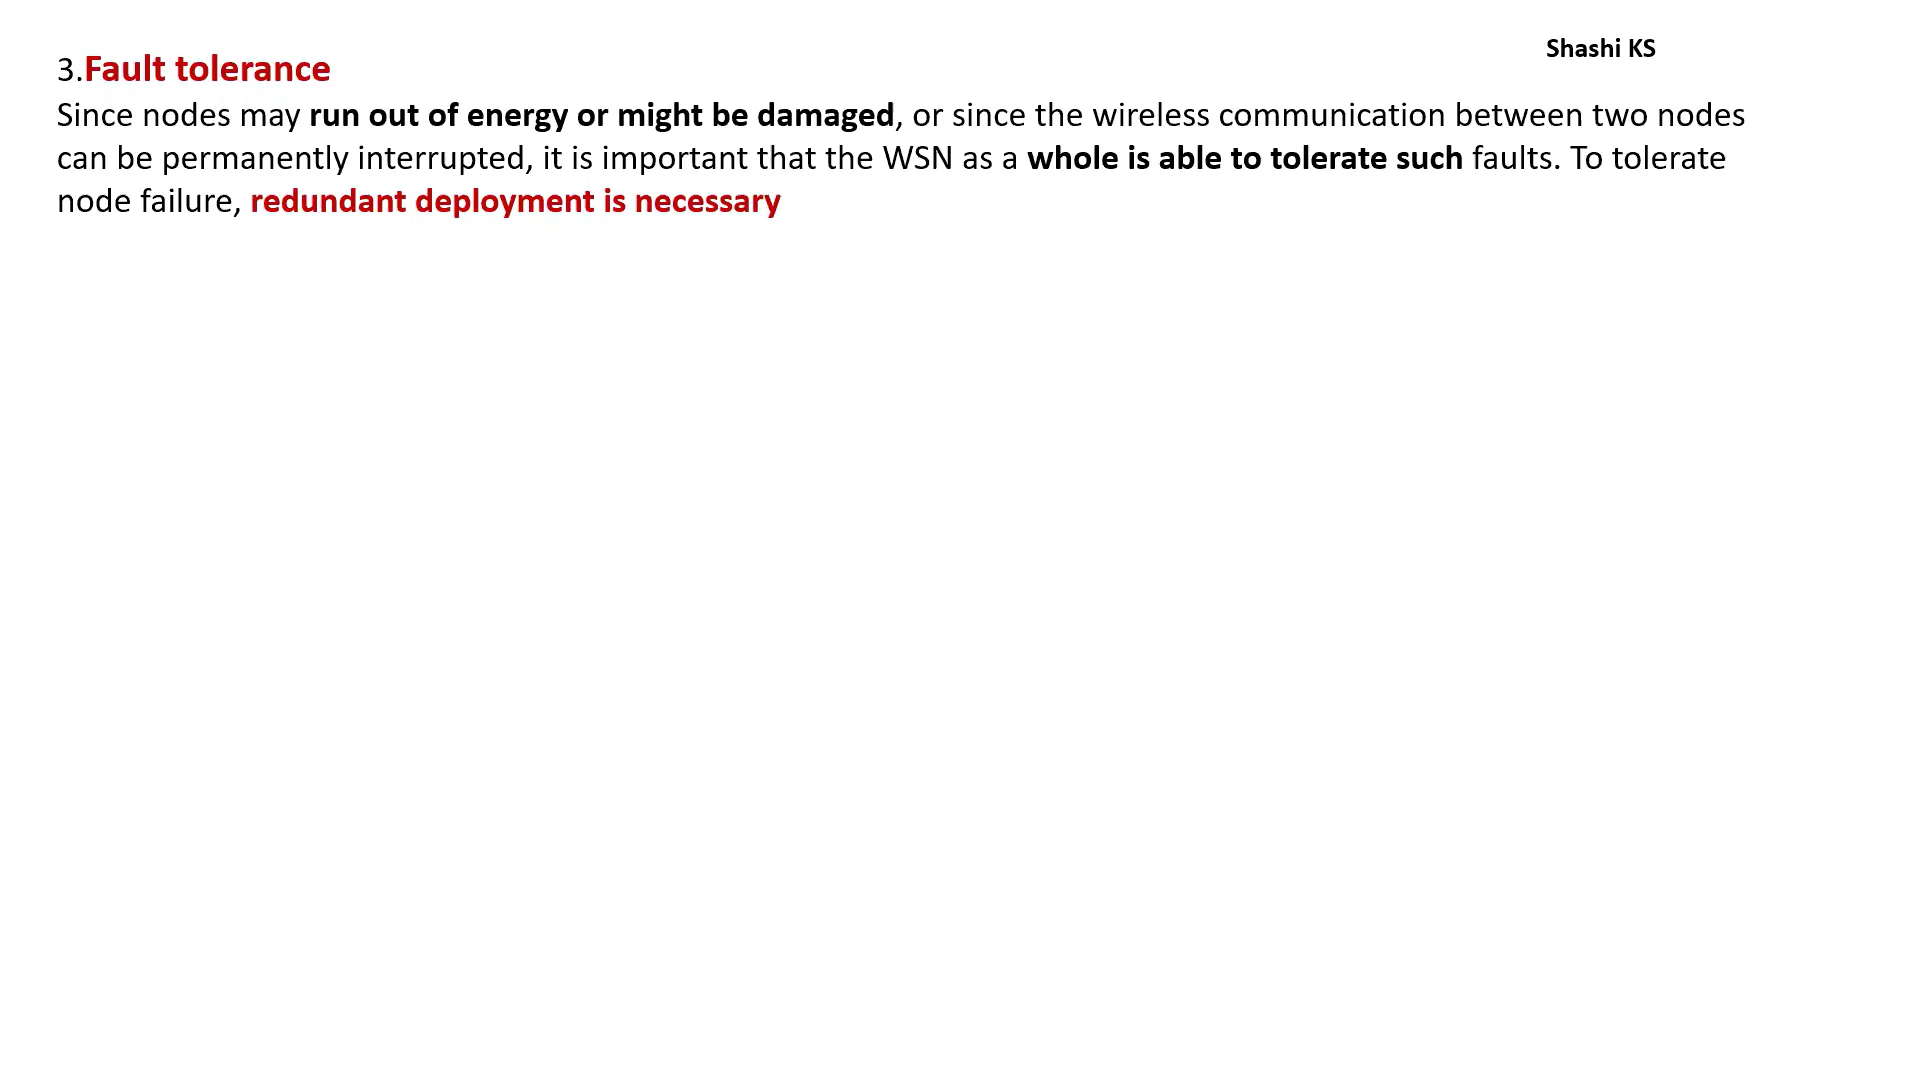 Shashi KS
3.Fault tolerance
Since nodes may run out of energy or might be damaged, or since the wireless communication between two nodes
can be permanently interrupted, it is important that the WSN as a whole is able to tolerate such faults. To tolerate
node failure, redundant deployment is necessary